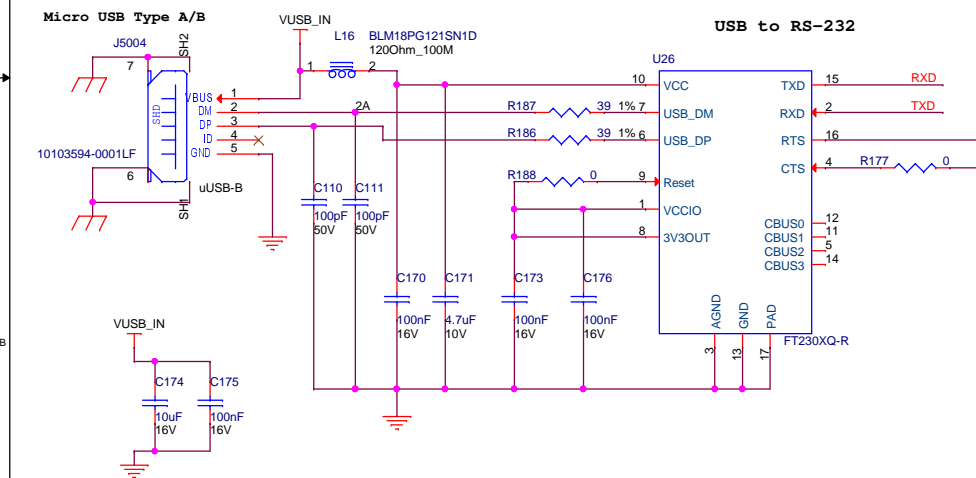 Micro USB Type A/B
USB to RS-232
VUSB_IN
J5004
SH2
7
L16
BLM18PG121SN1D
120Ohm_100M
1
2
U26
SHD
VBUS
1
DM
2
DP
3
ID
4
GND
5
2A
10103594-0001LF
6
uUSB-B
SH1
10
VCC
R187
39
1%
7
USB_DM
R186
39
1%
6
USB_DP
R188
0
9
Reset
1
VCCIO
8
3V3OUT
TXD
15
RXD
RXD
2
TXD
RTS
16
CTS
4
R177
0
CBUS0
12
CBUS1
11
CBUS2
5
CBUS3
14
AGND
GND
PAD
3
13
17
FT230XQ-R
C110
100pF
50V
C111
100pF
50V
C170
100nF
16V
C171
4.7uF
10V
C173
100nF
16V
C176
100nF
16V
VUSB_IN
C174
10uF
16V
C175
100nF
16V
B